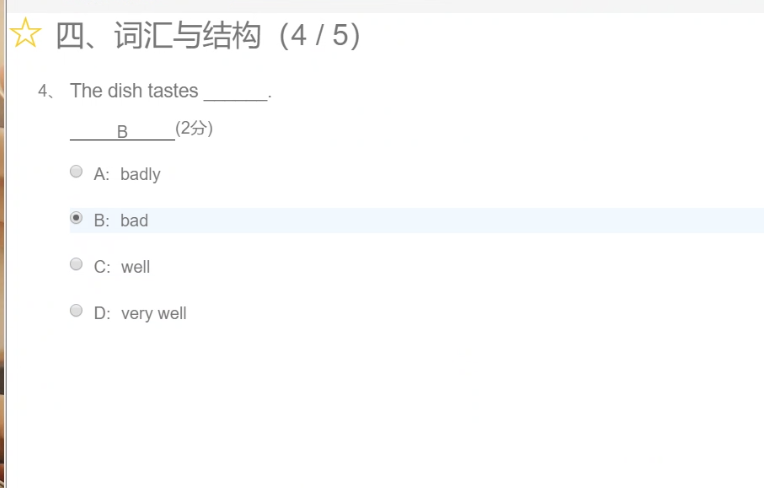 四、词汇与结构（4 / 5）
4、 The dish tastes ______.
B (2分)
A: badly
B: bad
C: well
D: very well